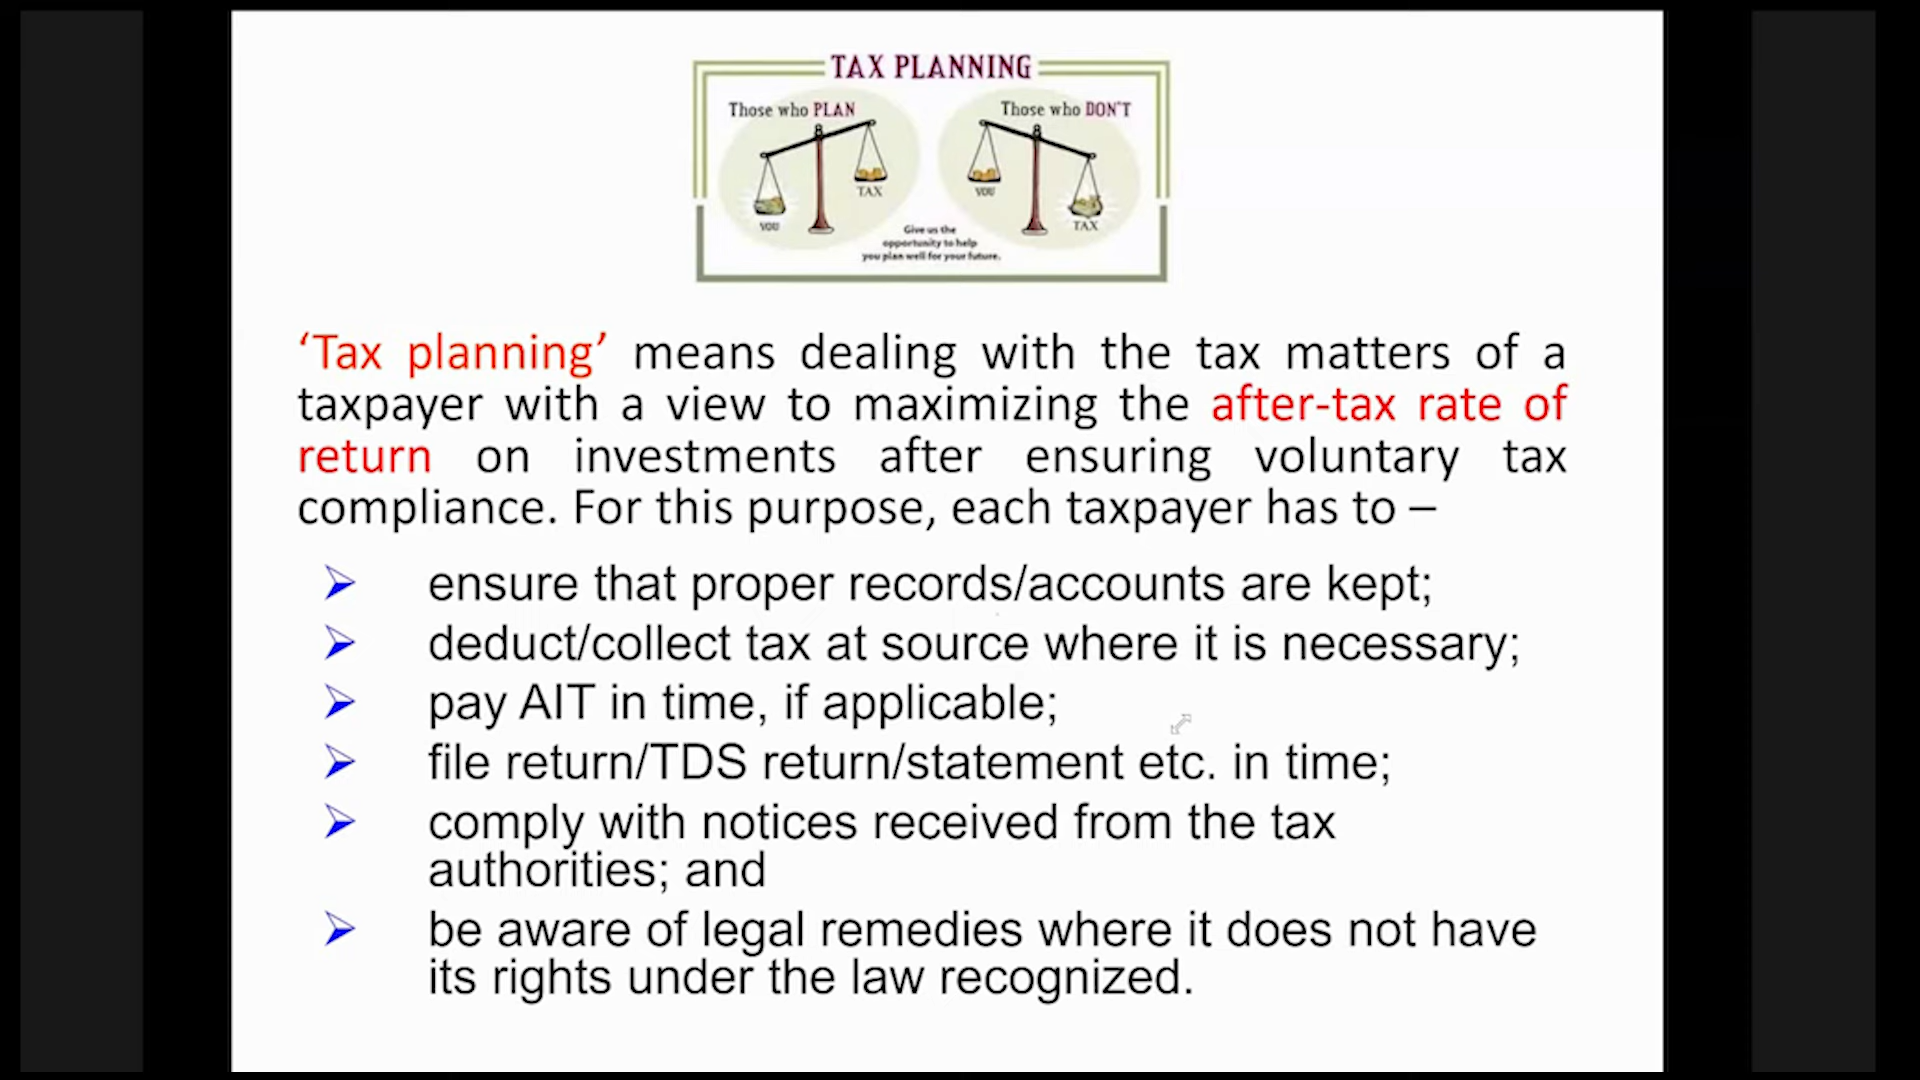 TAX PLANNING
Those who PLAN
Those who DON'T
TAX
YOU
YOU
TAX
Give us the
opportunity to help
you plan well for your future.
‘Tax planning’ means dealing with the tax matters of a
taxpayer with a view to maximizing the after-tax rate of
return on investments after ensuring voluntary tax
compliance. For this purpose, each taxpayer has to –
ensure that proper records/accounts are kept;
deduct/collect tax at source where it is necessary;
pay AIT in time, if applicable;
file return/TDS return/statement etc. in time;
comply with notices received from the tax
authorities; and
be aware of legal remedies where it does not have
its rights under the law recognized.